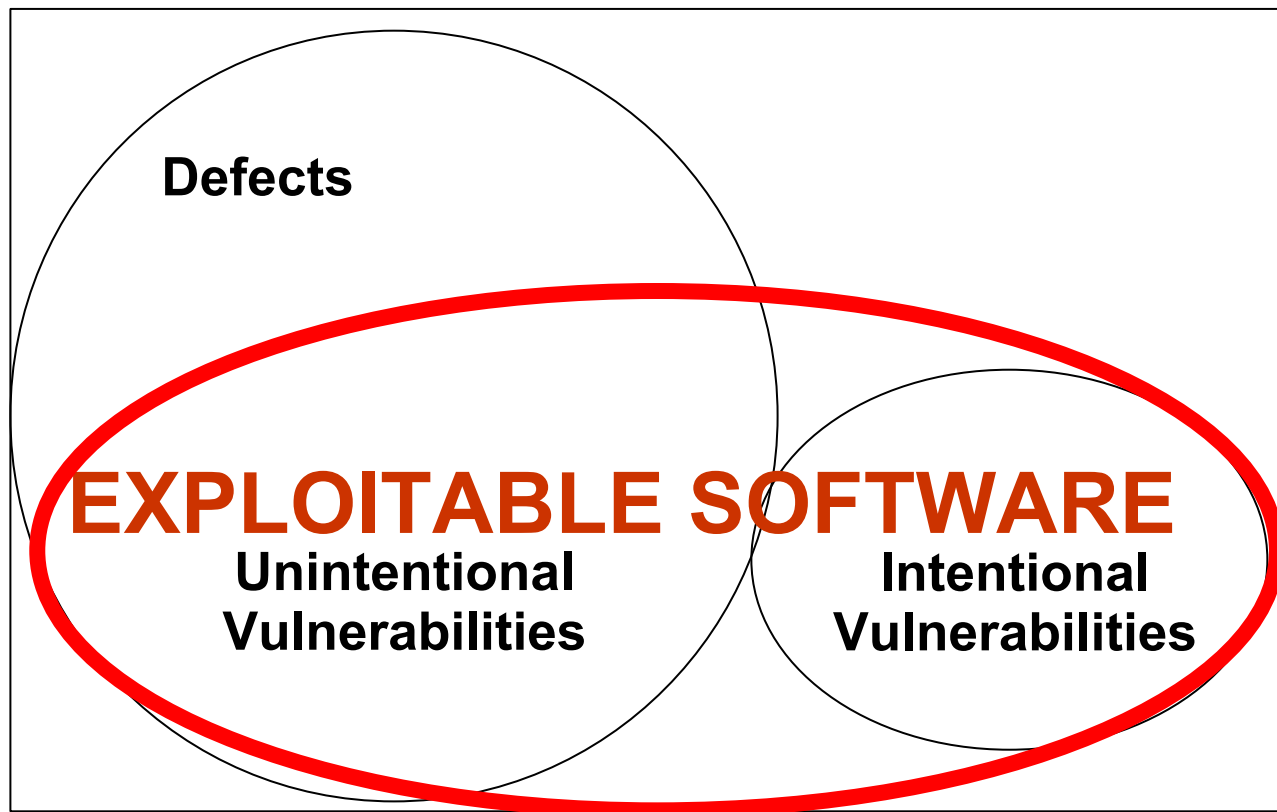 Defects
EXPLOITABLE SOFTWARE
Unintentional
Vulnerabilities
Intentional
Vulnerabilities